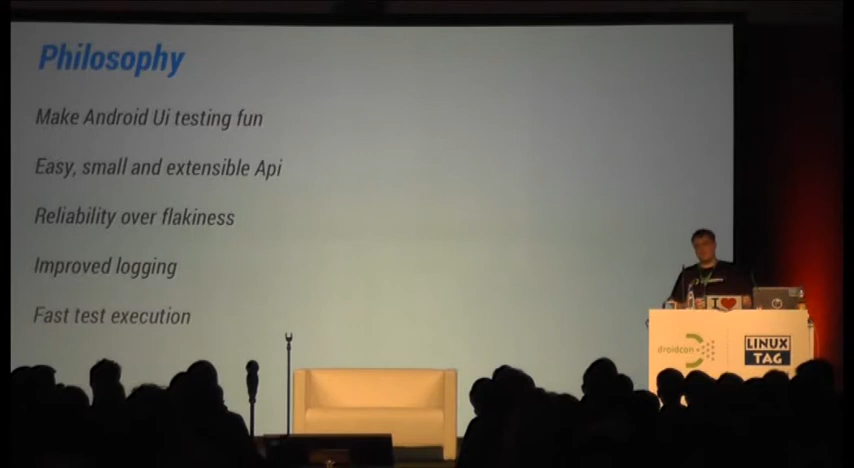 Philosophy
Make Android Ui testing fun
Easy, small and extensible Api
Reliability over flakiness
Improved logging
Fast test execution
I
droidcon
LINUX
TAG